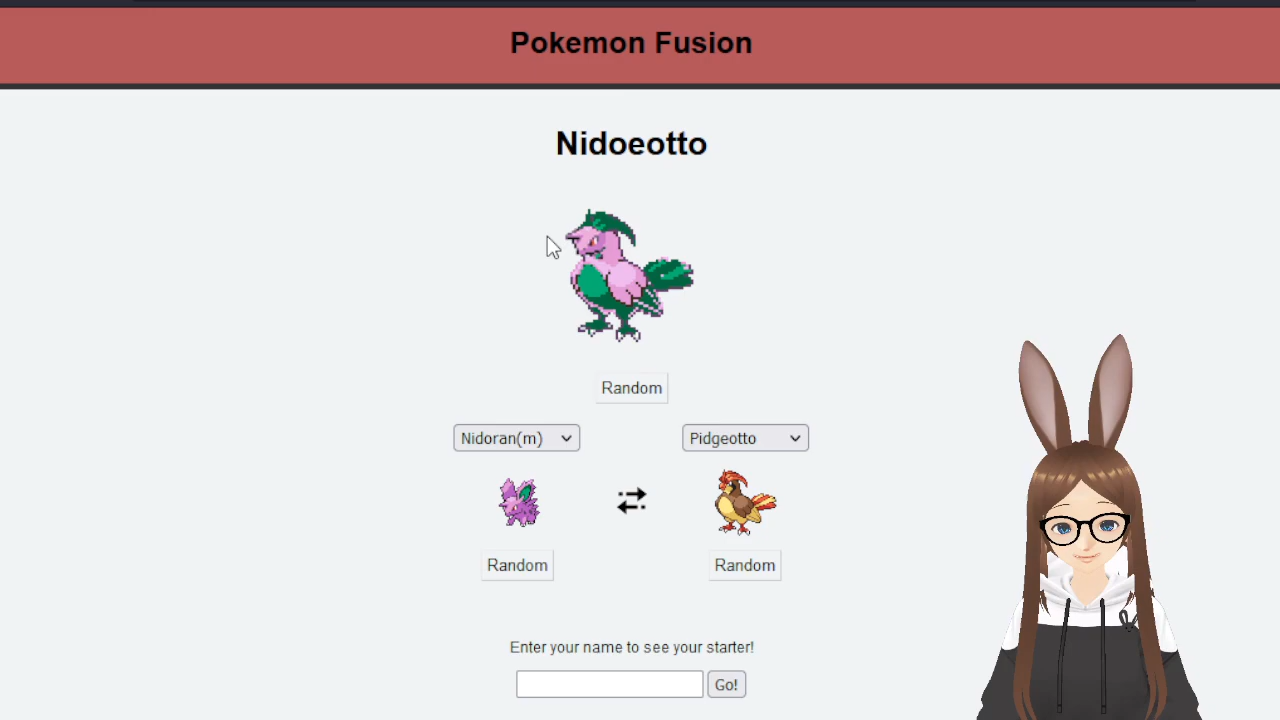 Pokemon Fusion
Nidoeotto
Random
Nidoran(m) Pidgeotto
Random Random
Enter your name to see your starter!
Go!